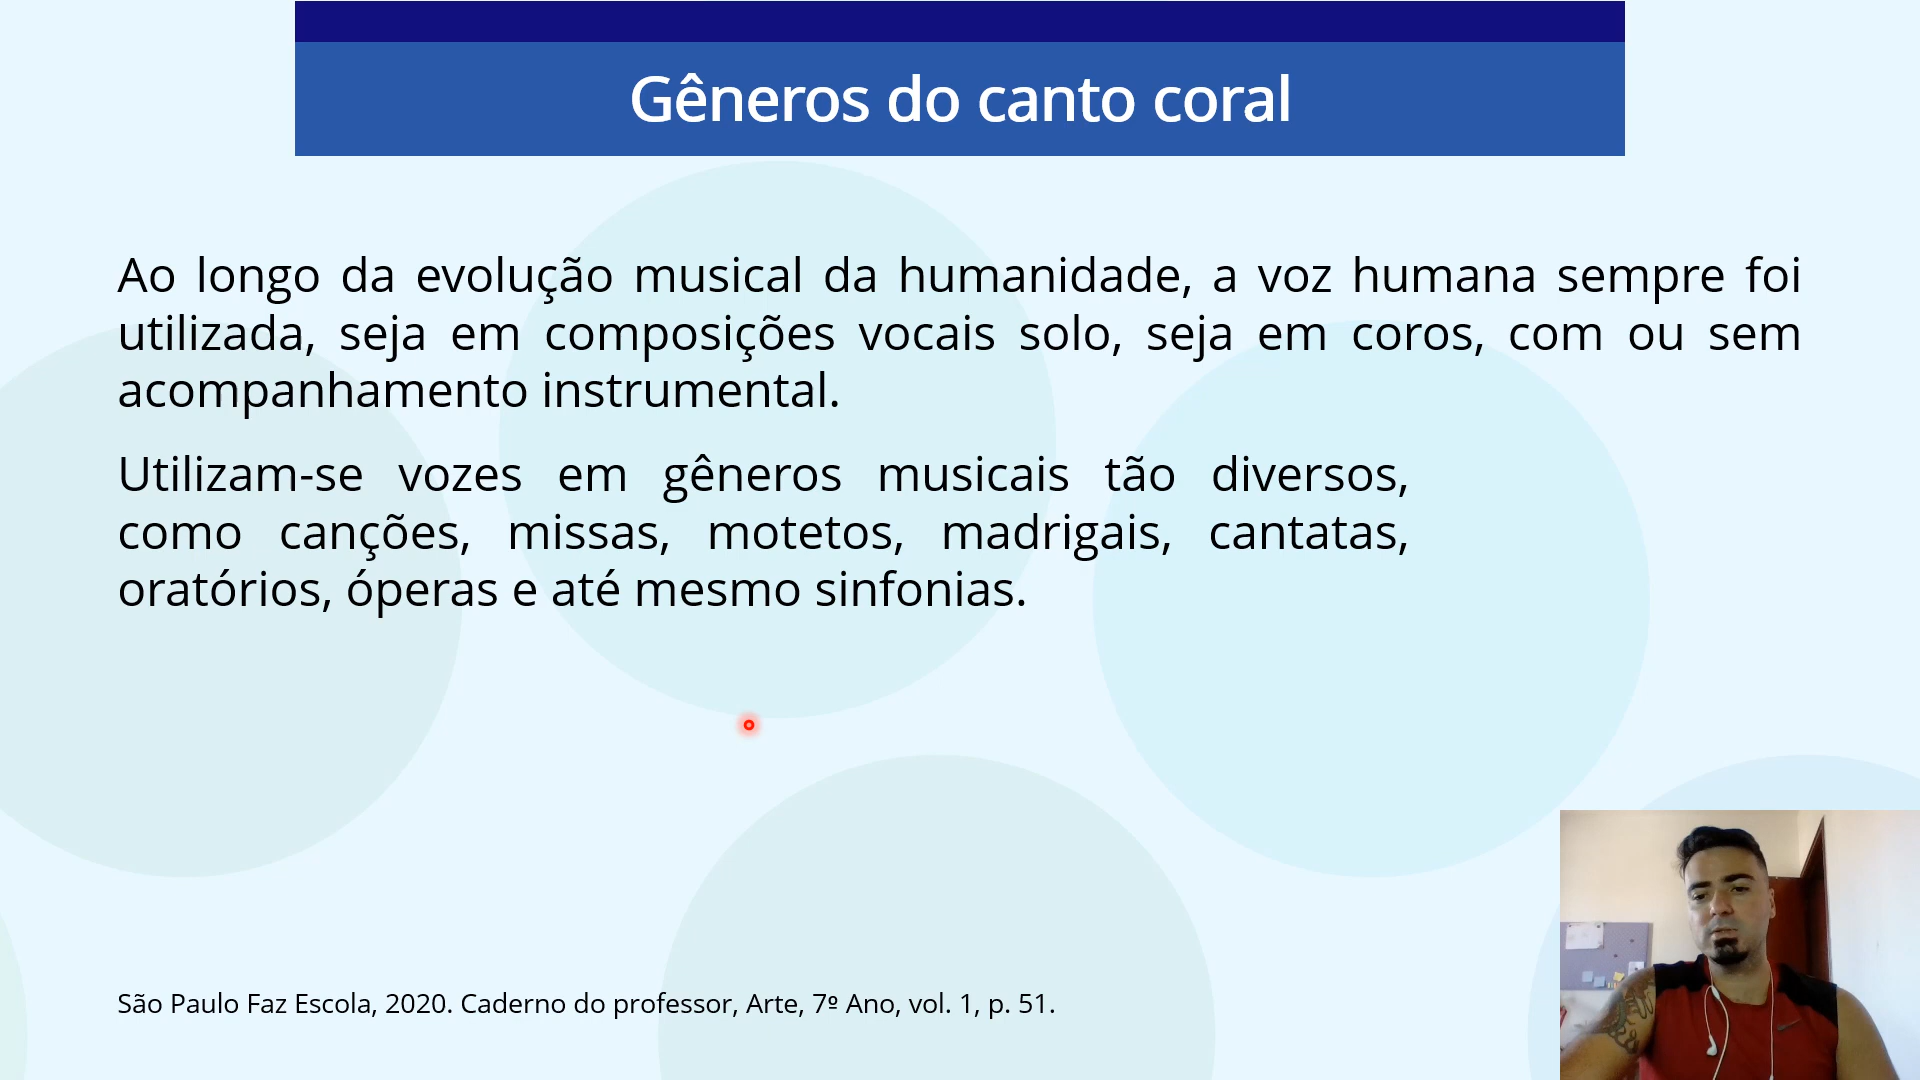 Gêneros do canto coral
Ao longo da evolução musical da humanidade, a voz humana sempre foi
utilizada, seja em composições vocais solo, seja em coros, com ou sem
acompanhamento instrumental.
Utilizam-se vozes em gêneros musicais tão diversos,
como canções, missas, motetos, madrigais, cantatas,
oratórios, óperas e até mesmo sinfonias.
São Paulo Faz Escola, 2020. Caderno do professor, Arte, 7º Ano, vol. 1, p. 51.